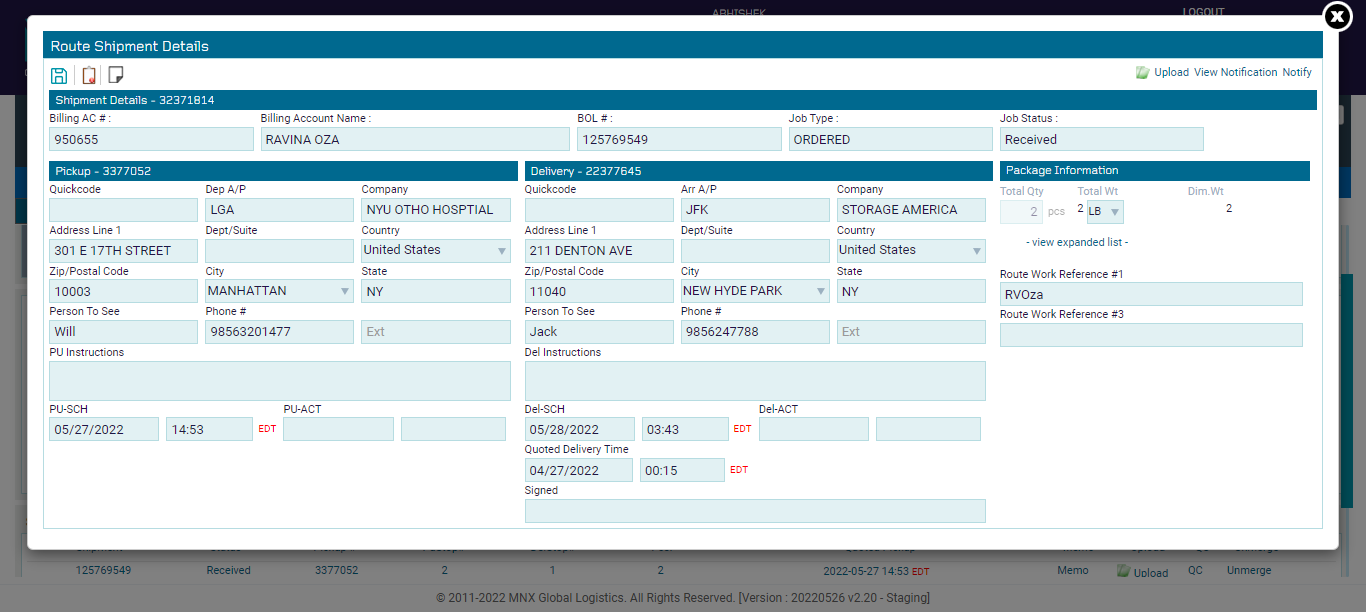 ABHISHEK LOGOUT
Route Shipment Details
Upload View Notification Notify
Shipment Details - 32371814
Billing AC # : Billing Account Name : BOL # : Job Type : Job Status :
950655 RAVINA OZA 125769549 ORDERED Received
Pickup - 3377052 Delivery - 22377645 Package Information
Quickcode Dep A/P Company Quickcode Arr A/P Company Total Qty Total Wt Dim.Wt
LGA NYU OTHO HOSPTIAL JFK STORAGE AMERICA 2 pcs 2 LB 2
Address Line 1 Dept/Suite Country Address Line 1 Dept/Suite Country
301 E 17TH STREET United States 211 DENTON AVE United States - view expanded list -
Zip/Postal Code City State Zip/Postal Code City State Route Work Reference #1
10003 MANHATTAN NY 11040 NEW HYDE PARK NY RVOza
Person To See Phone # Person To See Phone # Route Work Reference #3
Will 98563201477 Ext Jack 9856247788 Ext
PU Instructions Del Instructions
PU-SCH PU-ACT Del-SCH Del-ACT
05/27/2022 14:53 EDT 05/28/2022 03:43 EDT
Quoted Delivery Time
04/27/2022 00:15 EDT
Signed
125769549 Received 3377052 2 1 2 2022-05-27 14:53 EDT Memo Upload QC Unmerge
© 2011-2022 MNX Global Logistics. All Rights Reserved. [Version : 20220526 v2.20 - Staging]